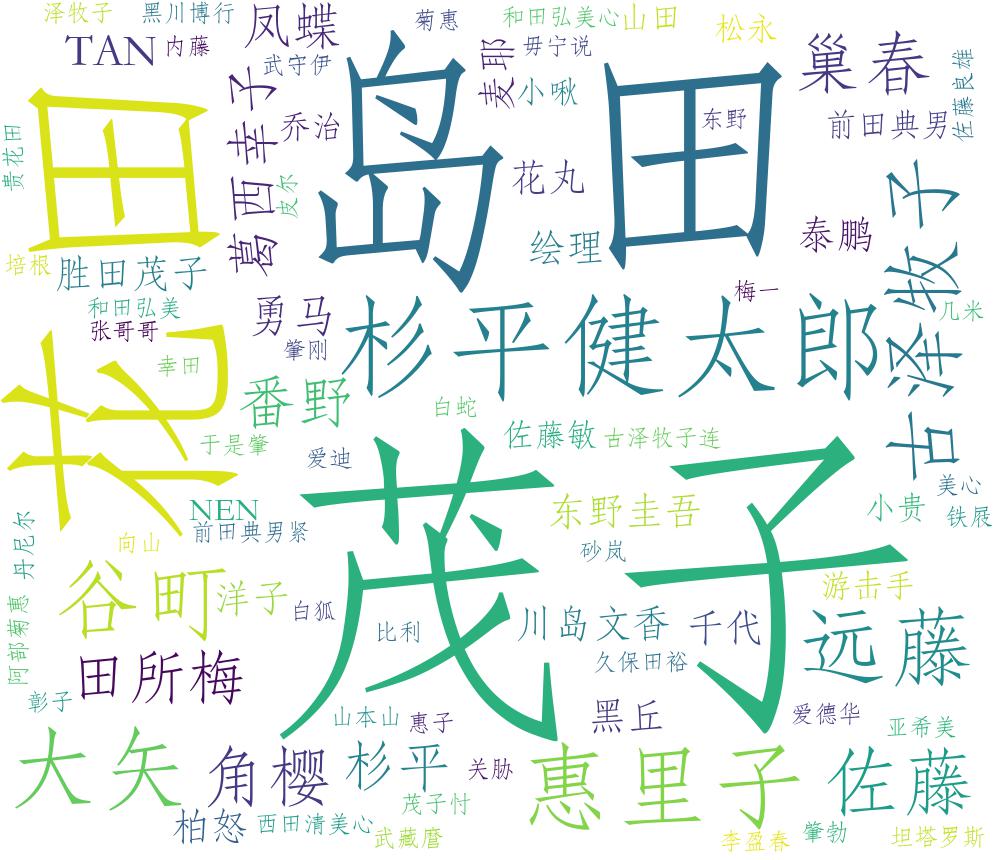 泽牧子
黑川博行
凤蝶
菊惠
和田弘美心
山田
松永
TAN
内藤
武守伊
耶麦
毋宁说
小啾
巢春
佐藤良雄
田花
岛田
葛西幸子
乔治
皮尔
东野
前田典男
贵花田
花丸
古泽牧子
绘理
泰鹏
培根
胜田茂子
和田弘美
张哥哥
勇马
肇刚
梅一
几米
杉平健太郎
幸田
番野
白蛇
于是肇
爱迪
佐藤敏
古泽牧子连
茂子
美心
NEN
前田典男紧
东野圭吾
小贵
铁屐
丹尼尔
向山
砂岚
谷町
洋子
白狐
比利
川岛文香
千代
游击手
远藤
阿部菊惠
田所梅
久保田裕
彰子
山本山
惠子
黑丘
爱德华
亚希美
大矢
角樱
杉平
关胁
惠里子
佐藤
茂子忖
柏怒
西田清美心
武藏麿
李盈春
肇勃
坦塔罗斯